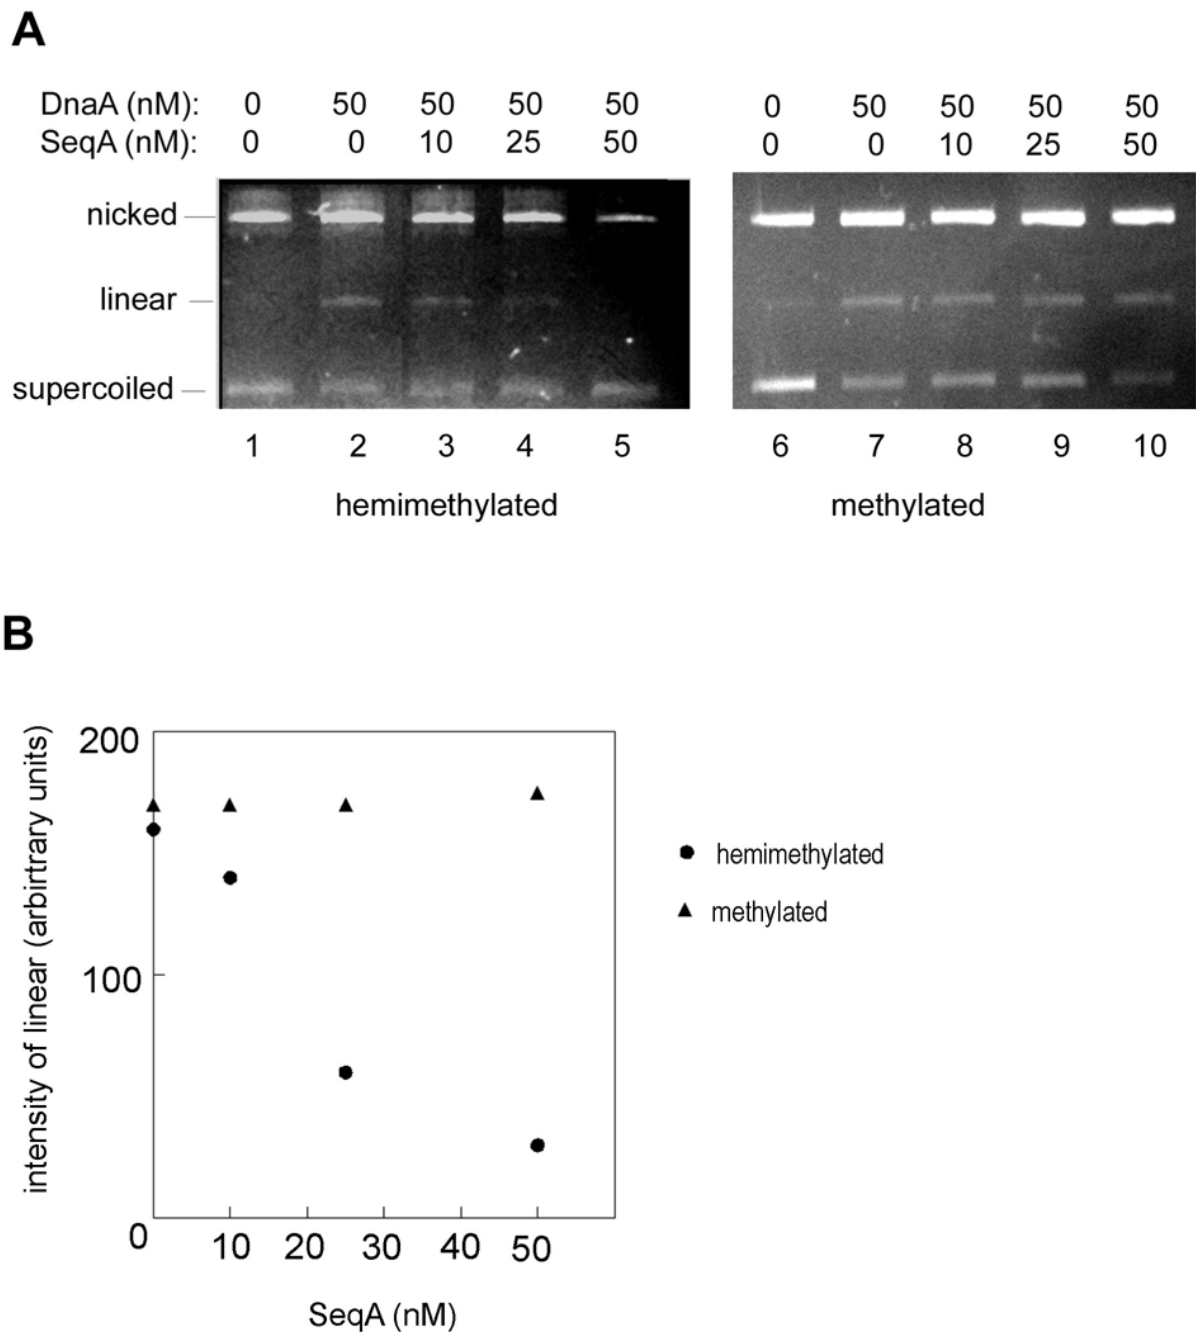 A
DnaA (nM): 0 50 50 50 50 0 50 50 50 50
SeqA (nM): 0 0 10 25 50 0 0 10 25 50
nicked
linear
supercoiled
1 2 3 4 5 6 7 8 9 10
hemimethylated methylated
B
intensity of linear (arbirtrary units)
200
100
0
10 20 30 40 50
SeqA (nM)
hemimethylated
methylated